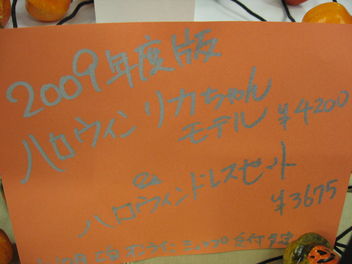 2009年度版
ハロウィン リカちゃん
モデル ¥4200
ハロウィンドレスセット
¥3675